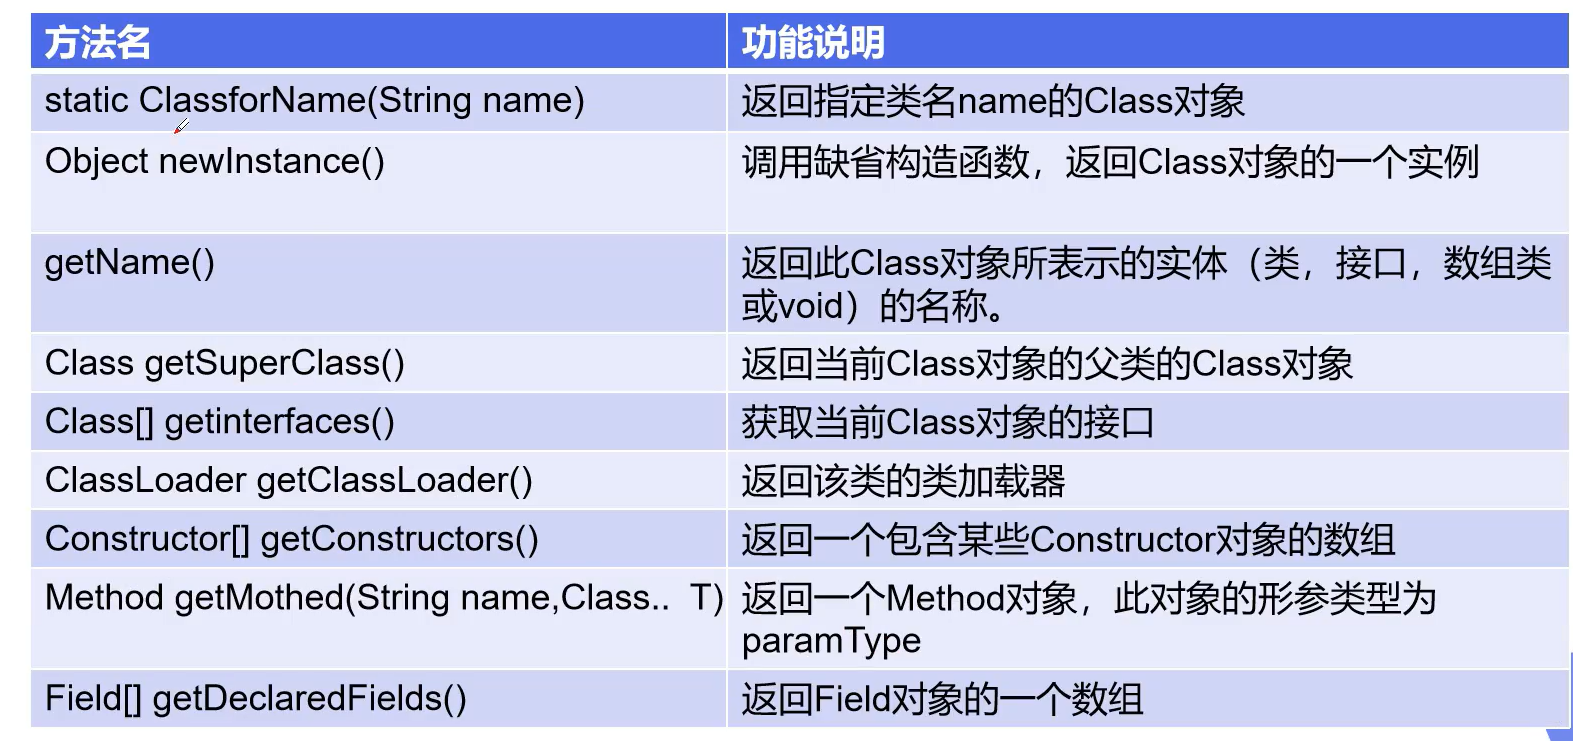 方法名
功能说明
static ClassforName(String name)
返回指定类名name的Class对象
Object newInstance()
调用缺省构造函数，返回Class对象的一个实例
getName()
返回此Class对象所表示的实体（类，接口，数组类
或void）的名称。
Class getSuperClass()
返回当前Class对象的父类的Class对象
Class[] getinterfaces()
获取当前Class对象的接口
ClassLoader getClassLoader()
返回该类的类加载器
Constructor[] getConstructors()
返回一个包含某些Constructor对象的数组
Method getMothed(String name,Class.. T)
返回一个Method对象，此对象的形参类型为
paramType
Field[] getDeclaredFields()
返回Field对象的一个数组